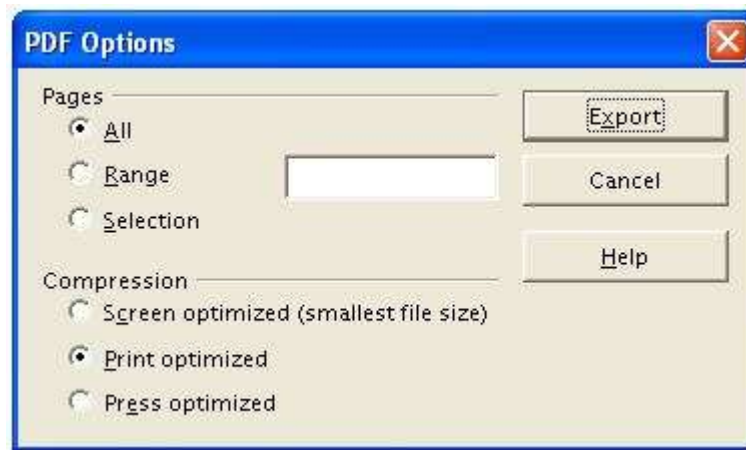 PDF Options
Pages
All
Export
Range
Cancel
Selection
Help
Compression
Screen optimized (smallest file size)
Print optimized
Press optimized